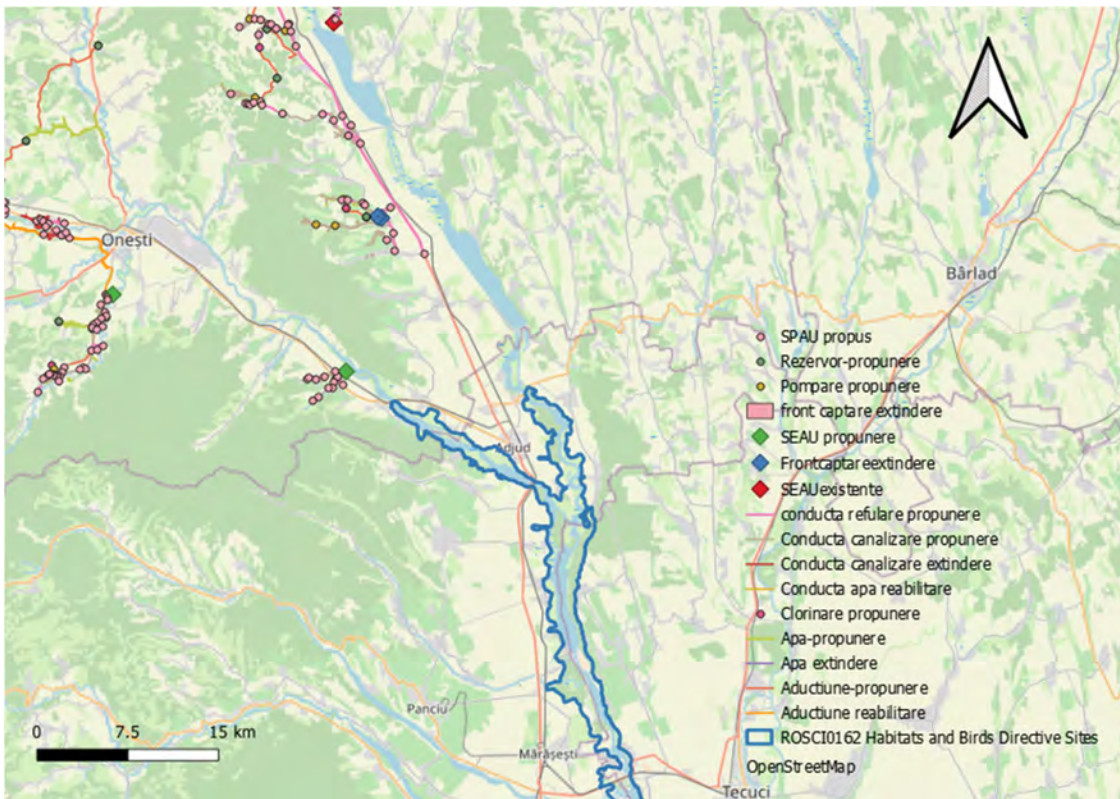 Onești
Bârlad
Adjud
Panciu
Mărășești
Tecuci
SPAU propus
Rezervor-propunere
Pompare propunere
front captare extindere
SEAU propunere
Frontcaptareextindere
SEAUexistente
conducta refulare propunere
Conducta canalizare propunere
Conducta canalizare extindere
Conducta apa reabilitare
Clorinare propunere
Apa-propunere
Apa extindere
Aductiune-propunere
Aductiune reabilitare
ROSCI0162 Habitats and Birds Directive Sites
OpenStreetMap
0 7.5 15 km